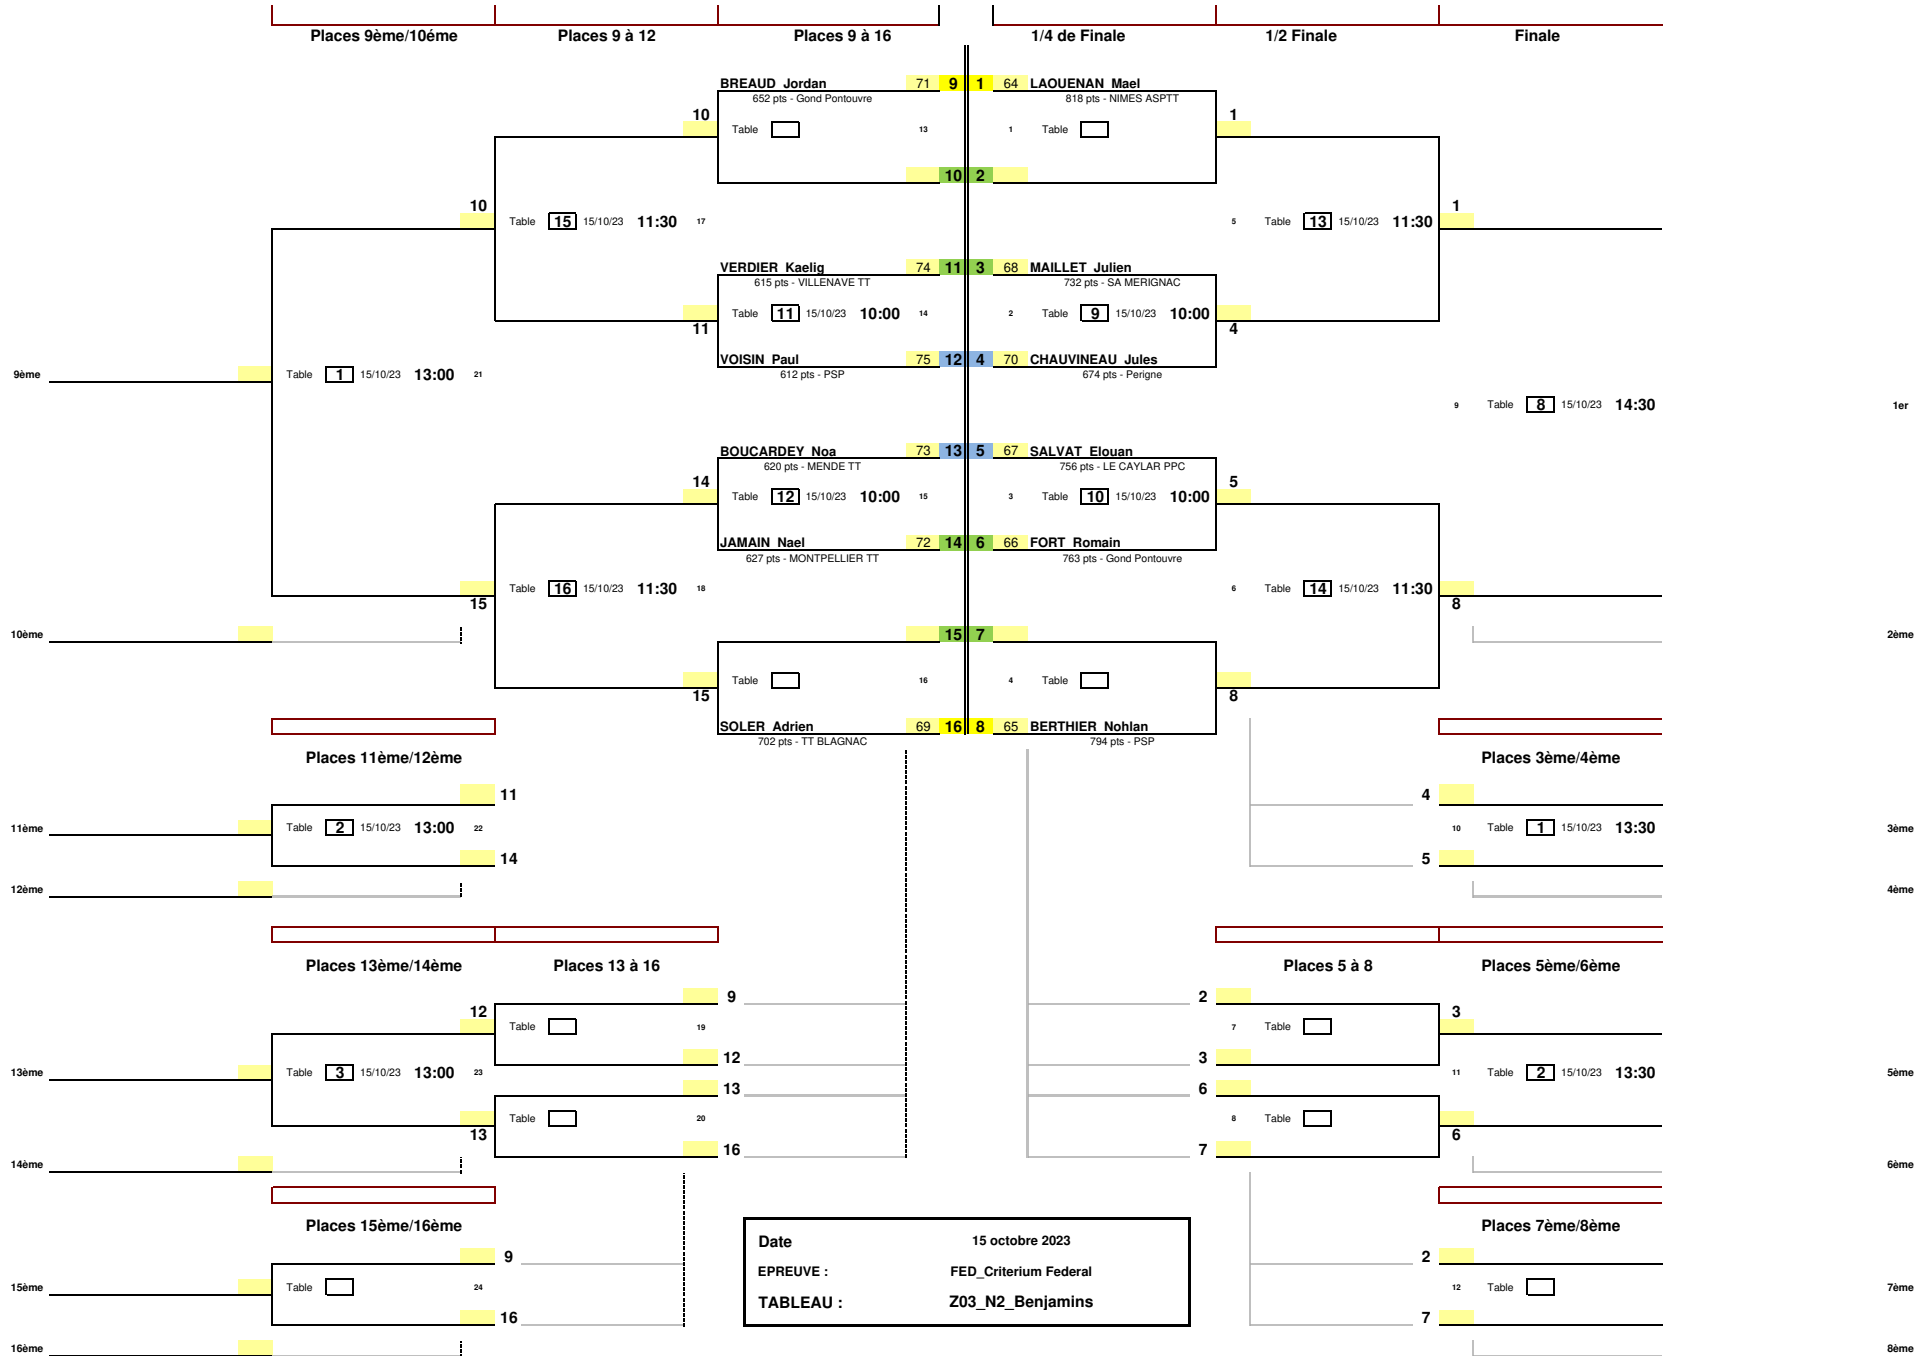 Places 9ème/10ème Places 9 à 12 Places 9 à 16 1/4 de Finale 1/2 Finale Finale
BREAUD Jordan 71 9 1 64 LAOUENAN Mael
652 pts - Gond Pontouvre 818 pts - NIMES ASPTT
10 1
Table 13 1 Table
10 2
10 1
Table 15 15/10/23 11:30 17 5 Table 13 15/10/23 11:30
VERDIER Kaelig 74 11 3 68 MAILLET Julien
615 pts - VILLENAVE TT 732 pts - SA MERIGNAC
Table 11 15/10/23 10:00 14 2 Table 9 15/10/23 10:00
11 4
VOISIN Paul 75 12 4 70 CHAUVINEAU Jules
612 pts - PSP 674 pts - Perigne
9ème Table 1 15/10/23 13:00 21
9 Table 8 15/10/23 14:30 1er
BOUCARDEY Noa 73 13 5 67 SALVAT Elouan
620 pts - MENDE TT 756 pts - LE CAYLAR PPC
14 5
Table 12 15/10/23 10:00 15 3 Table 10 15/10/23 10:00
JAMAIN Nael 72 14 6 66 FORT Romain
627 pts - MONTPELLIER TT 763 pts - Gond Pontouvre
Table 16 15/10/23 11:30 18 6 Table 14 15/10/23 11:30
15 8
10ème 15 7 2ème
Table 16 4 Table
15 8
SOLER Adrien 69 16 8 65 BERTHIER Nohlan
702 pts - TT BLAGNAC 794 pts - PSP
Places 11ème/12ème Places 3ème/4ème
11 4
11ème Table 2 15/10/23 13:00 22 10 Table 1 15/10/23 13:30 3ème
14 5
12ème 4ème
Places 13ème/14ème Places 13 à 16 Places 5 à 8 Places 5ème/6ème
9 2
12 3
Table 19 7 Table
12 3
13ème Table 3 15/10/23 13:00 23 11 Table 2 15/10/23 13:30 5ème
13 6
Table 20 8 Table
13 6
16 7
14ème 6ème
Places 15ème/16ème Places 7ème/8ème
Date 15 octobre 2023
9 2
EPREUVE : FED_Criterium Federal
15ème Table 24 12 Table 7ème
TABLEAU : Z03_N2_Benjamins
16 7
16ème 8ème